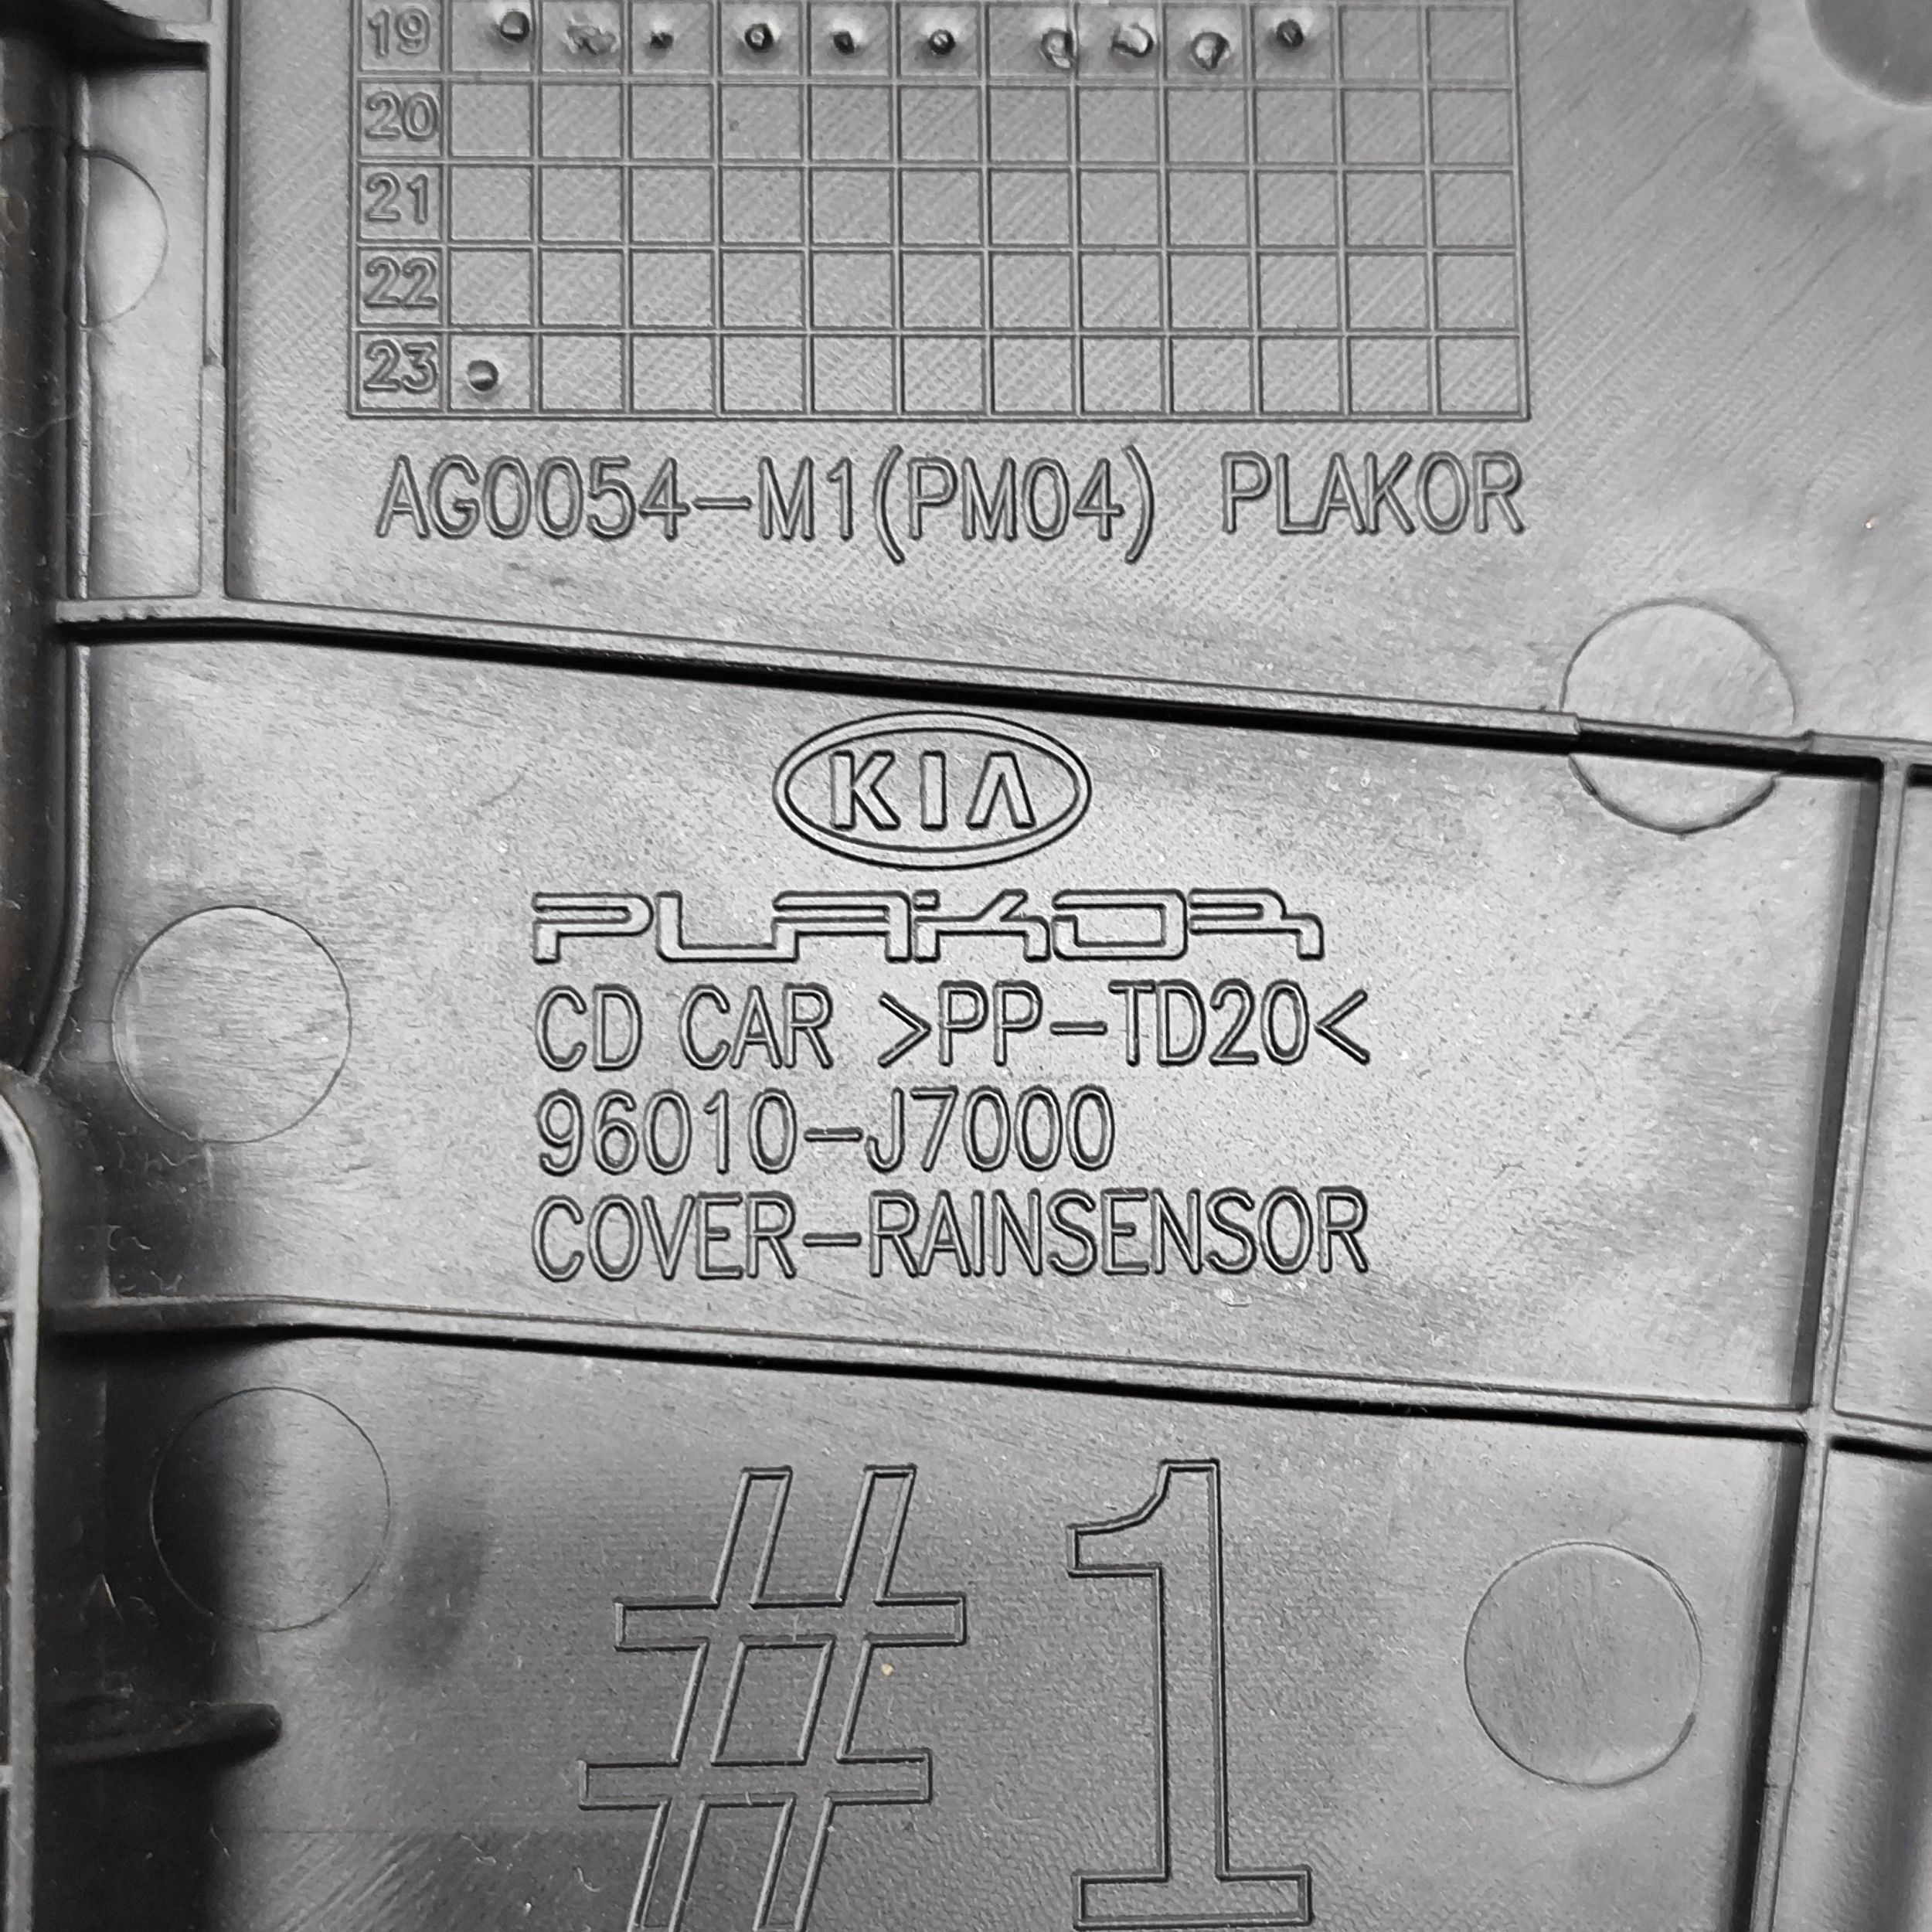 19
20
21
22
23
AG0054-M1(PM04) PLAKOR
KIA
PLAKOR
CD CAR >PP-TD20<
96010-J7000
COVER-RAINSENSOR
#1